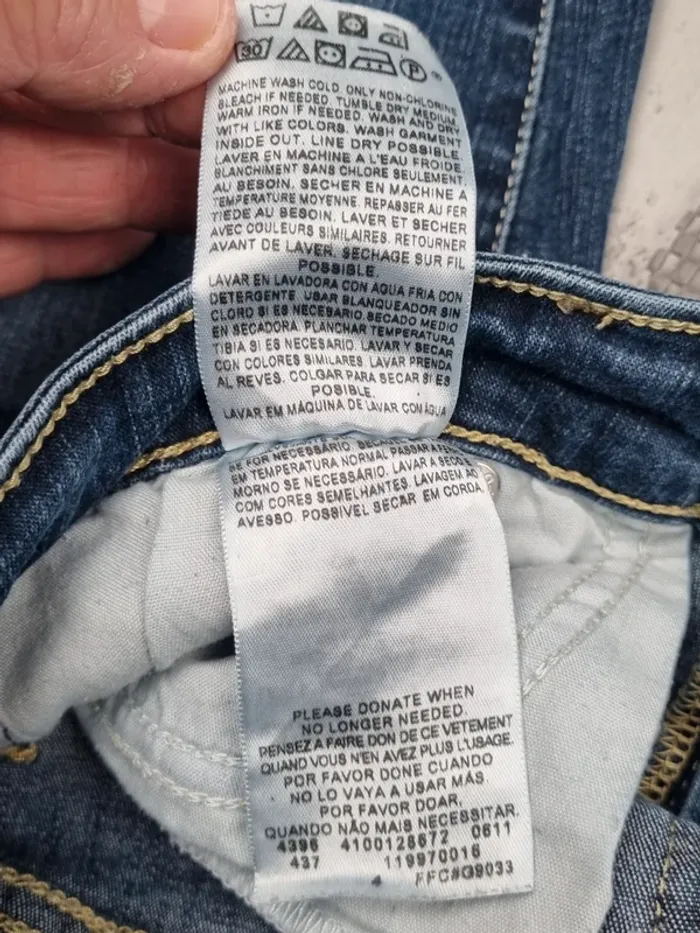 30
P
MACHINE WASH COLD. ONLY NON-CHLORINE
BLEACH IF NEEDED. TUMBLE DRY MEDIUM.
WARM IRON IF NEEDED. WASH AND DRY
WITH LIKE COLORS. WASH GARMENT
INSIDE OUT. LINE DRY POSSIBLE.
LAVER EN MACHINE A L'EAU FROIDE.
BLANCHIMENT SANS CHLORE SEULEMENT,
AU BESOIN. SECHER EN MACHINE A
TEMPERATURE MOYENNE. REPASSER AU FER
TIEDE AU BESOIN. LAVER ET SECHER
AVEC COULEURS SIMILAIRES. RETOURNER
AVANT DE LAVER. SECHAGE SUR FIL
POSSIBLE.
LAVAR EN LAVADORA CON AGUA FRIA CON
DETERGENTE. USAR BLANQUEADOR SIN
CLORO SI ES NECESARIO.SECADO MEDIO
EN SECADORA. PLANCHAR TEMPERATURA
TIBIA SI ES NECESARIO. LAVAR Y SECAR
CON COLORES SIMILARES LAVAR PRENDA
AL REVES. COLGAR PARA SECAR SI ES
POSIBLE.
LAVAR EM MÁQUINA DE LAVAR COM ÁGUA
SE FOR NECESSÁRIO.
EM TEMPERATURA NORMAL PASSAR A
MORNO SE NECESSÁRIO. LAVAR A SECO
COM CORES SEMELHANTES. LAVAGEM AO
AVESSO. POSSIVEL SECAR EM CORDA.
PLEASE DONATE WHEN
NO LONGER NEEDED.
PENSEZ A FAIRE DON DE CE VETEMENT
QUAND VOUS N'EN AVEZ PLUS L'USAGE.
POR FAVOR DONE CUANDO
NO LO VAYA A USAR MÁS.
POR FAVOR DOAR,
QUANDO NÃO MAIS NECESSITAR.
4396 4100128672 0611
437 119970016
4 FFC#G9033